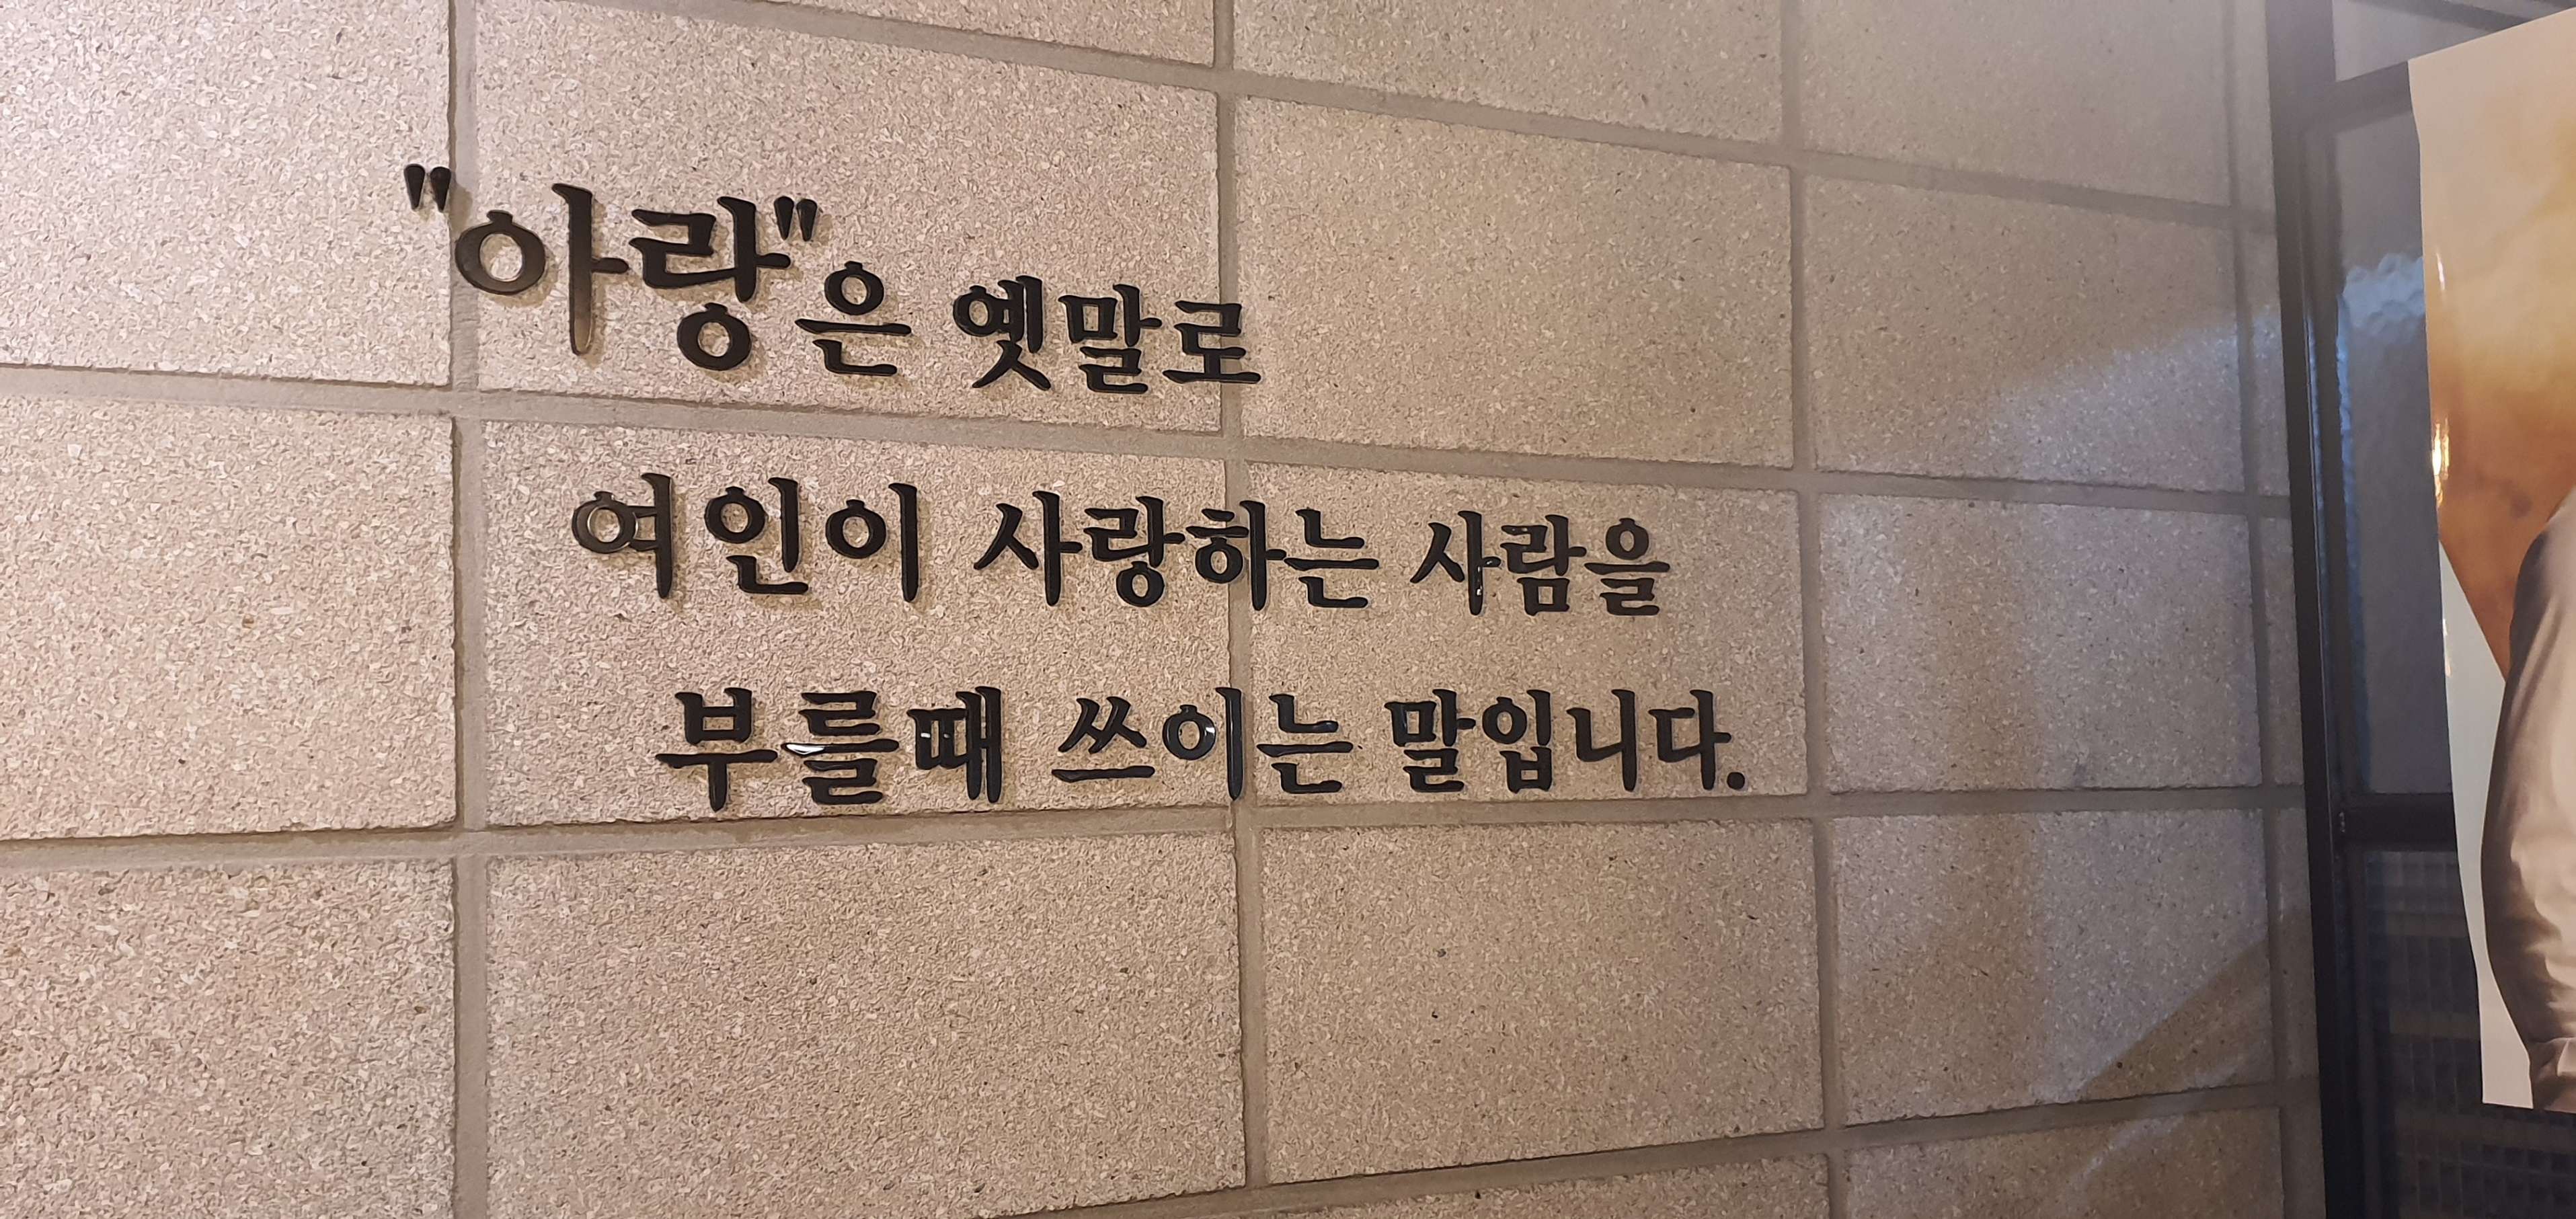 "아랑"은 옛말로
여인이 사랑하는 사람을
부를때 쓰이는 말입니다.